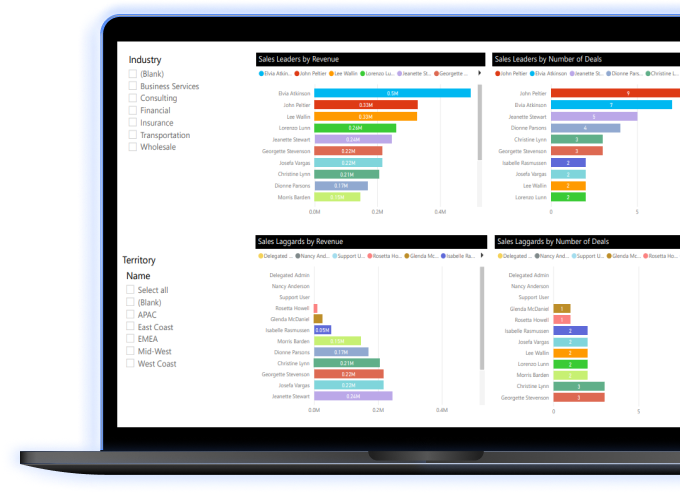 Industry
(Blank)
Business Services
Consulting
Financial
Insurance
Transportation
Wholesale
Sales Leaders by Revenue
Elvia Atkin... John Peltier Lee Wallin Lorenzo Lu... Jeanette St... Georgette ...
Elvia Atkinson 0.5M
John Peltier 0.33M
Lee Wallin 0.33M
Lorenzo Lunn 0.26M
Jeanette Stewart 0.24M
Georgette Stevenson 0.22M
Josefa Vargas 0.22M
Christine Lynn 0.21M
Dionne Parsons 0.17M
Morris Barden 0.15M
0.0M 0.2M 0.4M
Sales Leaders by Number of Deals
John Peltier Elvia Atkinson Jeanette St... Dionne Pars... Christine L...
John Peltier 9
Elvia Atkinson 7
Jeanette Stewart 5
Dionne Parsons 4
Christine Lynn 3
Georgette Stevenson 3
Isabelle Rasmussen 2
Josefa Vargas 2
Lee Wallin 2
Lorenzo Lunn 2
0 5
Territory
Name
Select all
(Blank)
APAC
East Coast
EMEA
Mid-West
West Coast
Sales Laggards by Revenue
Delegated ... Nancy And... Support U... Rosetta Ho... Glenda Mc... Isabelle Ra...
Delegated Admin
Nancy Anderson
Support User
Rosetta Howell
Glenda McDaniel
Isabelle Rasmussen 0.05M
Morris Barden 0.15M
Dionne Parsons 0.17M
Christine Lynn 0.21M
Georgette Stevenson 0.22M
Josefa Vargas 0.22M
Jeanette Stewart 0.24M
0.0M 0.2M 0.4M
Sales Laggards by Number of Deals
Delegated ... Nancy And... Support U... Glenda Mc... Rosetta Ho...
Delegated Admin
Nancy Anderson
Support User
Glenda McDaniel 1
Rosetta Howell 1
Isabelle Rasmussen 2
Josefa Vargas 2
Lee Wallin 2
Lorenzo Lunn 2
Morris Barden 2
Christine Lynn 3
Georgette Stevenson 3
0 5